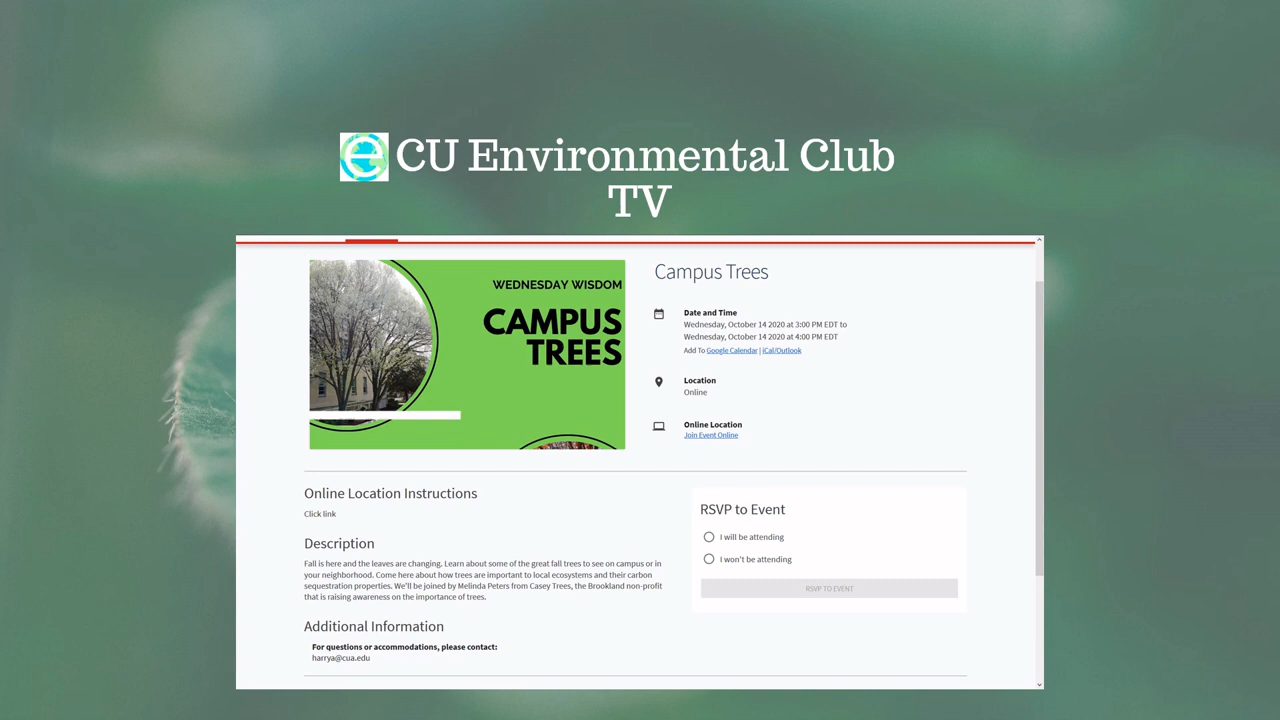 e CU Environmental Club
TV
WEDNESDAY WISDOM
CAMPUS
TREES
Campus Trees
Date and Time
Wednesday, October 14 2020 at 3:00 PM EDT to
Wednesday, October 14 2020 at 4:00 PM EDT
Add To Google Calendar | iCal/Outlook
Location
Online
Online Location
Join Event Online
Online Location Instructions
Click link
Description
Fall is here and the leaves are changing. Learn about some of the great fall trees to see on campus or in
your neighborhood. Come here about how trees are important to local ecosystems and their carbon
sequestration properties. We'll be joined by Melinda Peters from Casey Trees, the Brookland non-profit
that is raising awareness on the importance of trees.
Additional Information
For questions or accommodations, please contact:
harrya@cua.edu
RSVP to Event
I will be attending
I won't be attending
RSVP TO EVENT